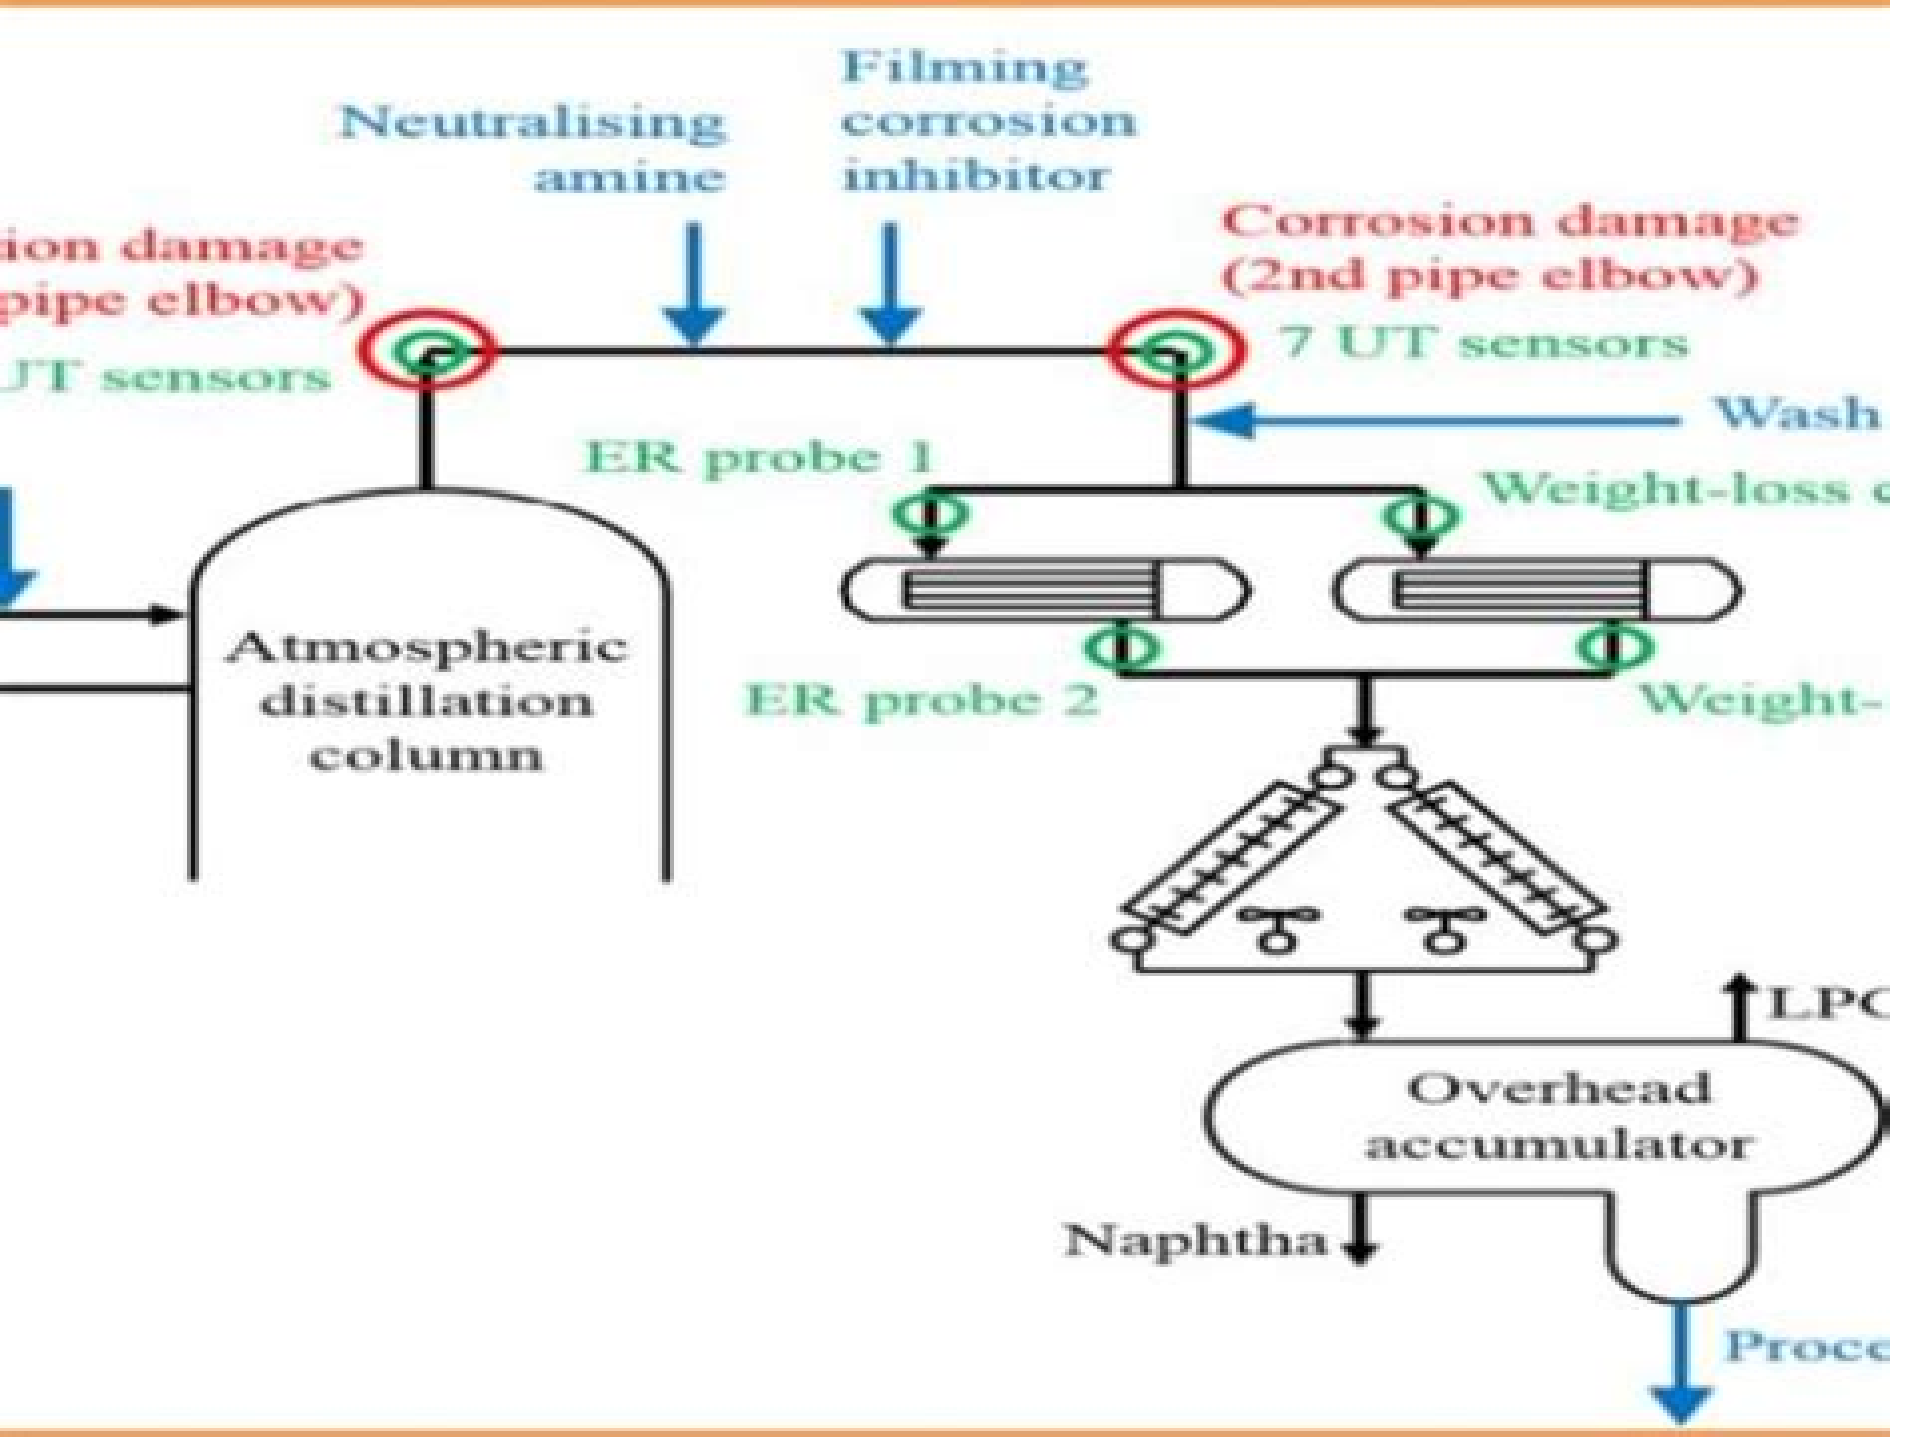 Filming
corrosion
inhibitor
Neutralising
amine
ion damage
pipe elbow)
UT sensors
Corrosion damage
(2nd pipe elbow)
7 UT sensors
Wash
ER probe 1
Weight-loss c
Atmospheric
distillation
column
ER probe 2
Weight-
LPG
Overhead
accumulator
Naphtha
Proce